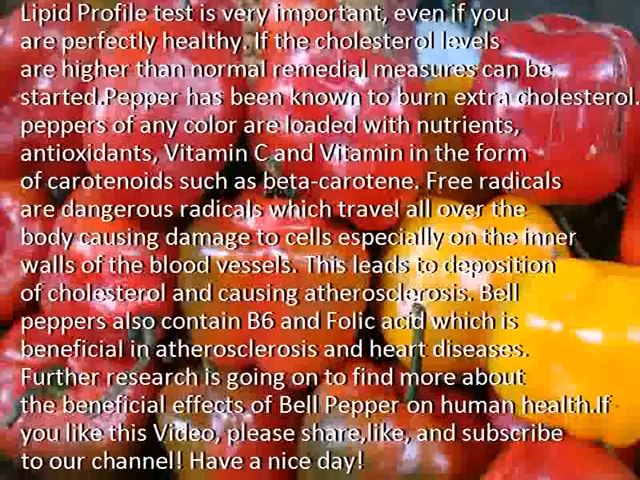 Lipid Profile test is very important, even if you
are perfectly healthy. If the cholesterol levels
are higher than normal remedial measures can be
started.Pepper has been known to burn extra cholesterol.
peppers of any color are loaded with nutrients,
antioxidants, Vitamin C and Vitamin in the form
of carotenoids such as beta-carotene. Free radicals
are dangerous radicals which travel all over the
body causing damage to cells especially on the inner
walls of the blood vessels. This leads to deposition
of cholesterol and causing atherosclerosis. Bell
peppers also contain B6 and Folic acid which is
beneficial in atherosclerosis and heart diseases.
Further research is going on to find more about
the beneficial effects of Bell Pepper on human health.If
you like this Video, please share,like, and subscribe
to our channel! Have a nice day!